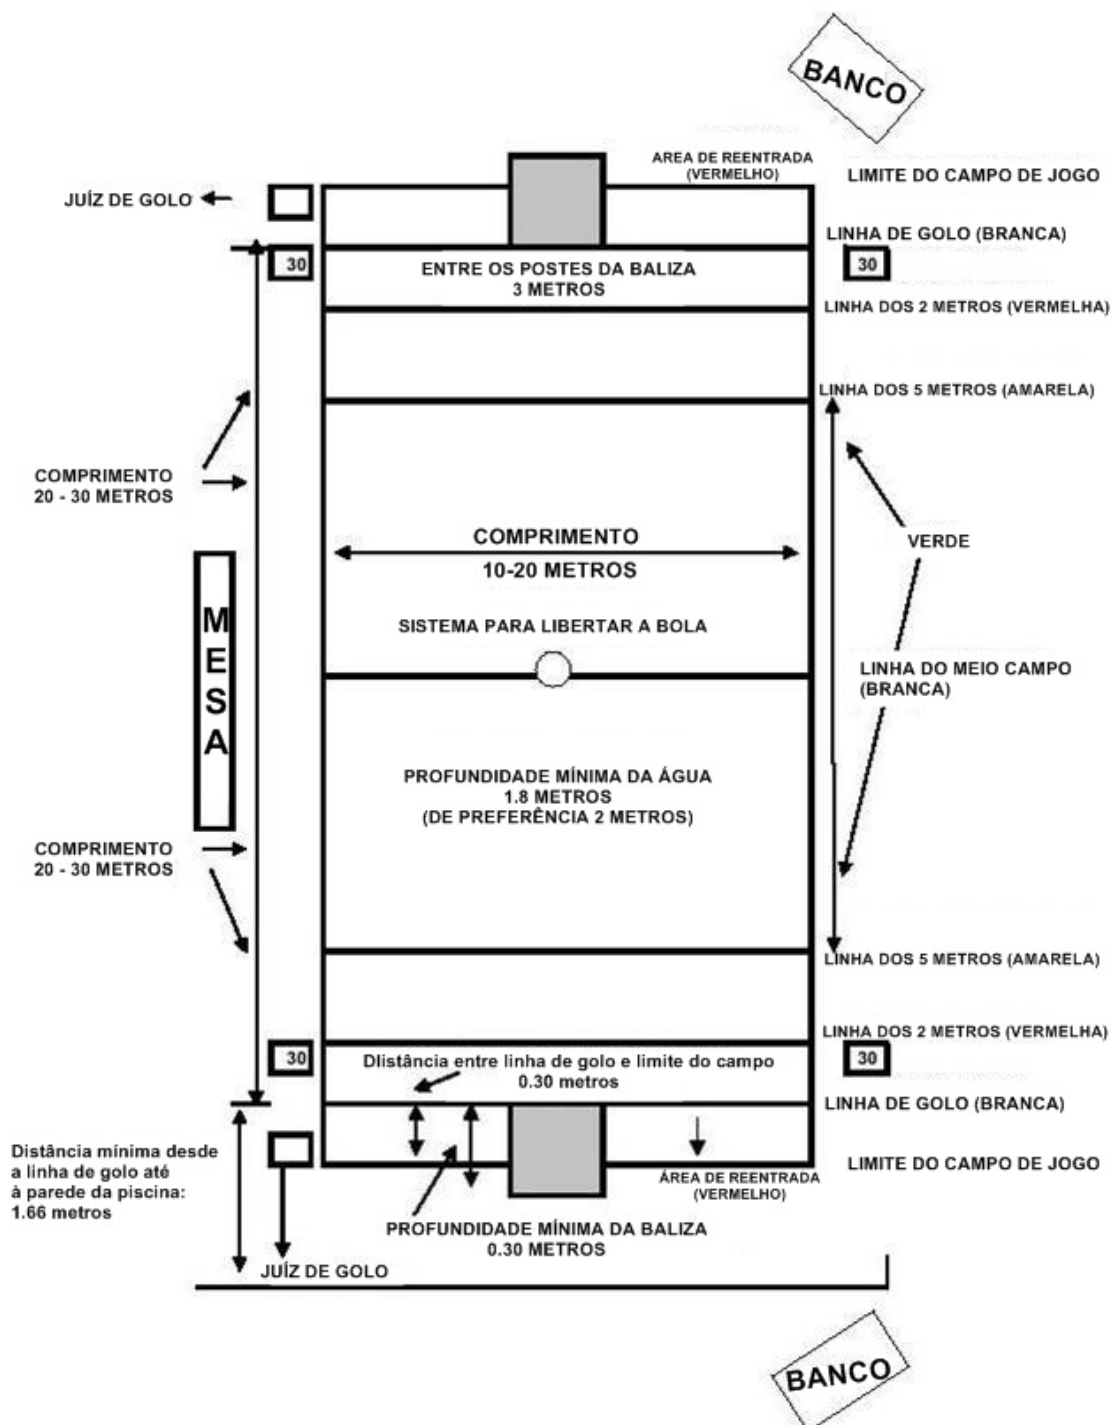 BANCO
AREA DE REENTRADA
(VERMELHO)
LIMITE DO CAMPO DE JOGO
JUÍZ DE GOLO
LINHA DE GOLO (BRANCA)
30
ENTRE OS POSTES DA BALIZA
3 METROS
30
LINHA DOS 2 METROS (VERMELHA)
LINHA DOS 5 METROS (AMARELA)
COMPRIMENTO
20 - 30 METROS
COMPRIMENTO
10-20 METROS
VERDE
MESA
SISTEMA PARA LIBERTAR A BOLA
LINHA DO MEIO CAMPO
(BRANCA)
PROFUNDIDADE MÍNIMA DA ÁGUA
1.8 METROS
(DE PREFERÊNCIA 2 METROS)
COMPRIMENTO
20 - 30 METROS
LINHA DOS 5 METROS (AMARELA)
LINHA DOS 2 METROS (VERMELHA)
30
DIistância entre linha de golo e limite do campo
0.30 metros
30
LINHA DE GOLO (BRANCA)
Distância mínima desde
a linha de golo até
à parede da piscina:
1.66 metros
LIMITE DO CAMPO DE JOGO
ÁREA DE REENTRADA
(VERMELHO)
PROFUNDIDADE MÍNIMA DA BALIZA
0.30 METROS
JUÍZ DE GOLO
BANCO